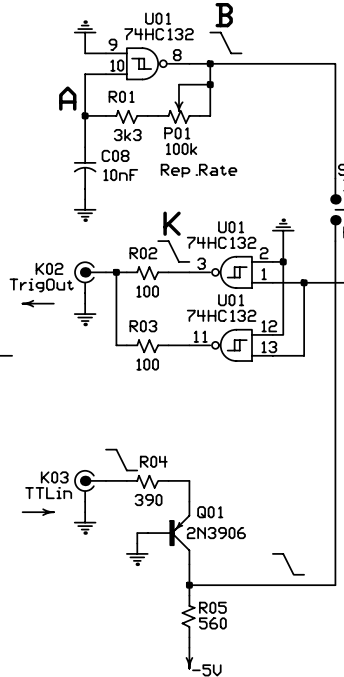 U01
74HC132
B
9
8
10
A
R01
3k3
P01
100k
C08
10nF
Rep.Rate
K
U01
74HC132
K02
TrigOut
R02
100
3
2
1
U01
74HC132
R03
100
11
12
13
K03
TTLin
R04
390
Q01
2N3906
R05
560
-5V